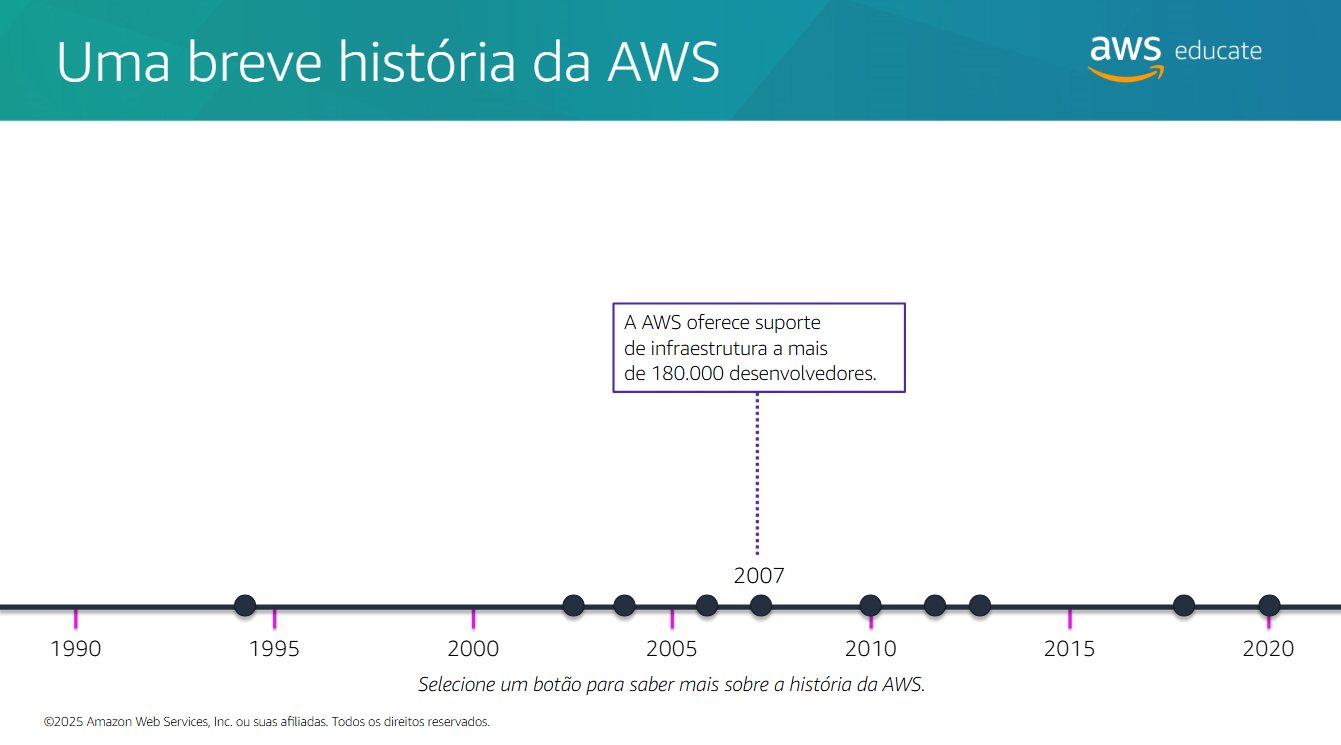 Uma breve história da AWS
aws educate
A AWS oferece suporte
de infraestrutura a mais
de 180.000 desenvolvedores.
2007
1990 1995 2000 2005 2010 2015 2020
Selecione um botão para saber mais sobre a história da AWS.
©2025 Amazon Web Services, Inc. ou suas afiliadas. Todos os direitos reservados.